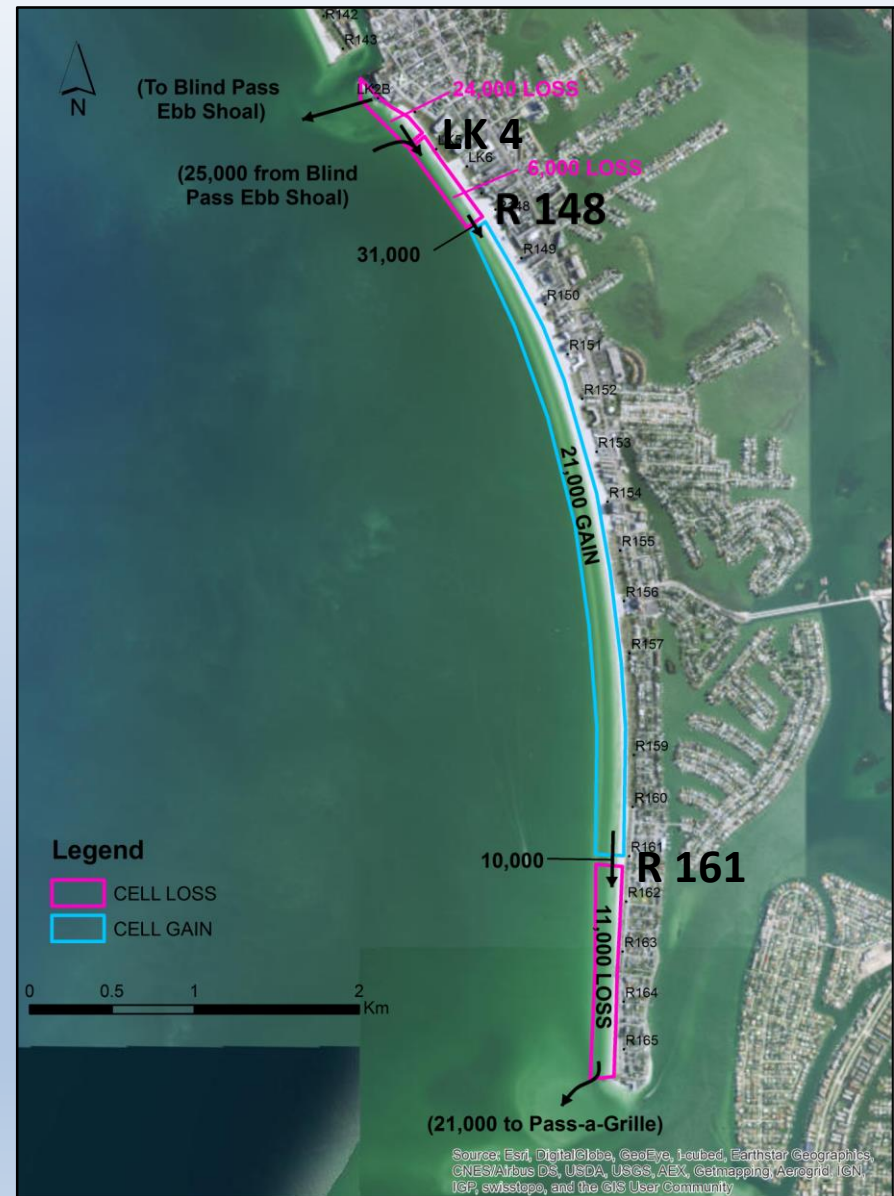 R142
R143
N
(To Blind Pass
Ebb Shoal)
LK2B
24,000 LOSS
LK5
LK 4
(25,000 from Blind
Pass Ebb Shoal)
LK6
6,000 LOSS
R148
R 148
31,000
R149
R150
R151
R152
R153
21,000 GAIN
R154
R155
R156
R157
R159
R160
Legend
CELL LOSS
CELL GAIN
R161
10,000
R 161
R162
11,000 LOSS
R163
R164
R165
0 0.5 1 2
Km
(21,000 to Pass-a-Grille)
Source: Esri, DigitalGlobe, GeoEye, i-cubed, Earthstar Geographics,
CNES/Airbus DS, USDA, USGS, AEX, Getmapping, Aerogrid, IGN,
IGP, swisstopo, and the GIS User Community